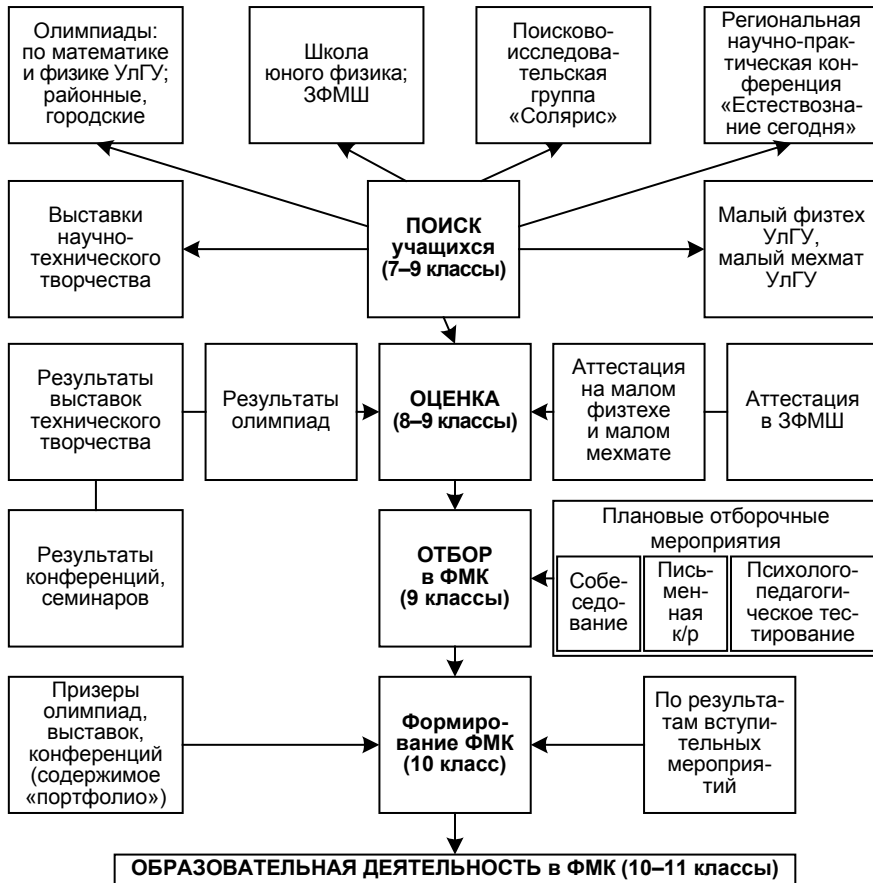 Олимпиады:
по математике
и физике УлГУ;
районные,
городские
Школа
юного физика;
ЗФМШ
Поисково-
исследова-
тельская
группа
«Солярис»
Региональная
научно-прак-
тическая кон-
ференция
«Естествозна-
ние сегодня»
Выставки
научно-
технического
творчества
ПОИСК
учащихся
(7–9 классы)
Малый физтех
УлГУ,
малый мехмат
УлГУ
Результаты
выставок
технического
творчества
Результаты
олимпиад
ОЦЕНКА
(8–9 классы)
Аттестация
на малом
физтехе
и малом
мехмате
Аттестация
в ЗФМШ
Результаты
конференций,
семинаров
ОТБОР
в ФМК
(9 классы)
Плановые отборочные
мероприятия
Собе-
седо-
вание
Пись-
мен-
ная
к/р
Психолого-
педагоги-
ческое тес-
тирование
Призеры
олимпиад,
выставок,
конференций
(содержимое
«портфолио»)
Формиро-
вание ФМК
(10 класс)
По результа-
там вступи-
тельных
мероприя-
тий
ОБРАЗОВАТЕЛЬНАЯ ДЕЯТЕЛЬНОСТЬ в ФМК (10–11 классы)